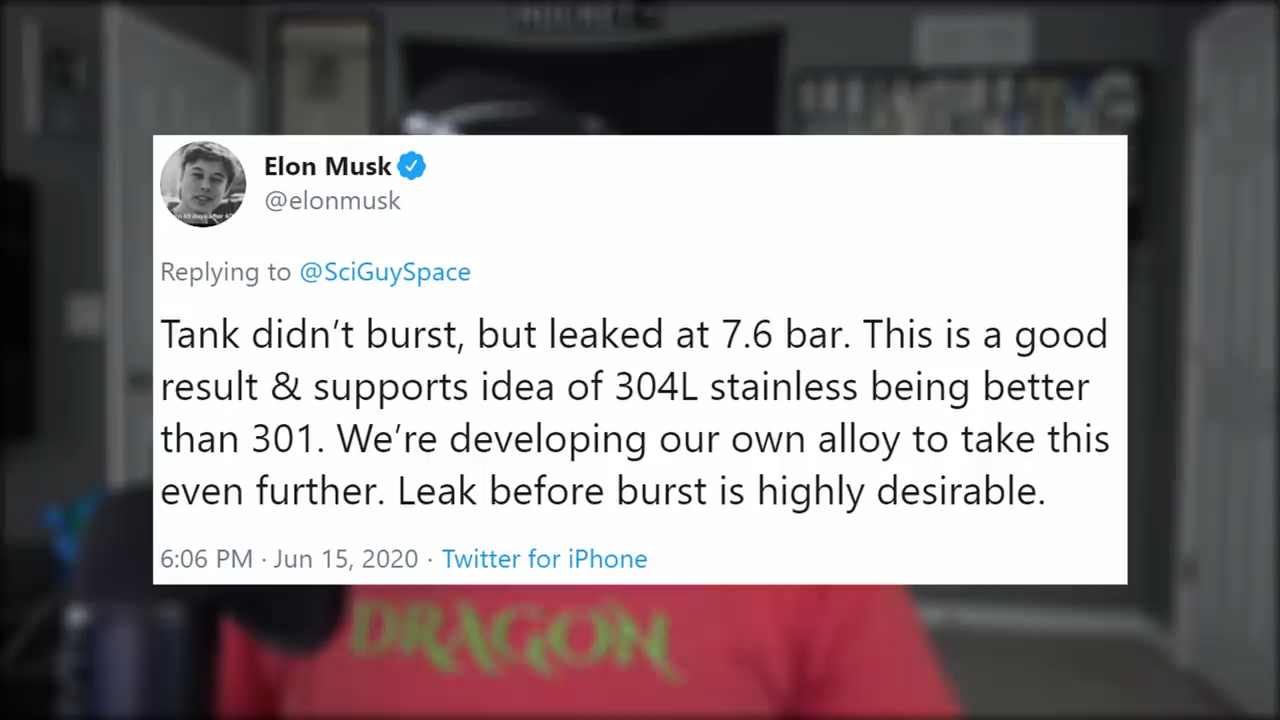 Elon Musk
@elonmusk
Replying to @SciGuySpace
Tank didn’t burst, but leaked at 7.6 bar. This is a good
result & supports idea of 304L stainless being better
than 301. We’re developing our own alloy to take this
even further. Leak before burst is highly desirable.
6:06 PM · Jun 15, 2020 · Twitter for iPhone
DRAGON